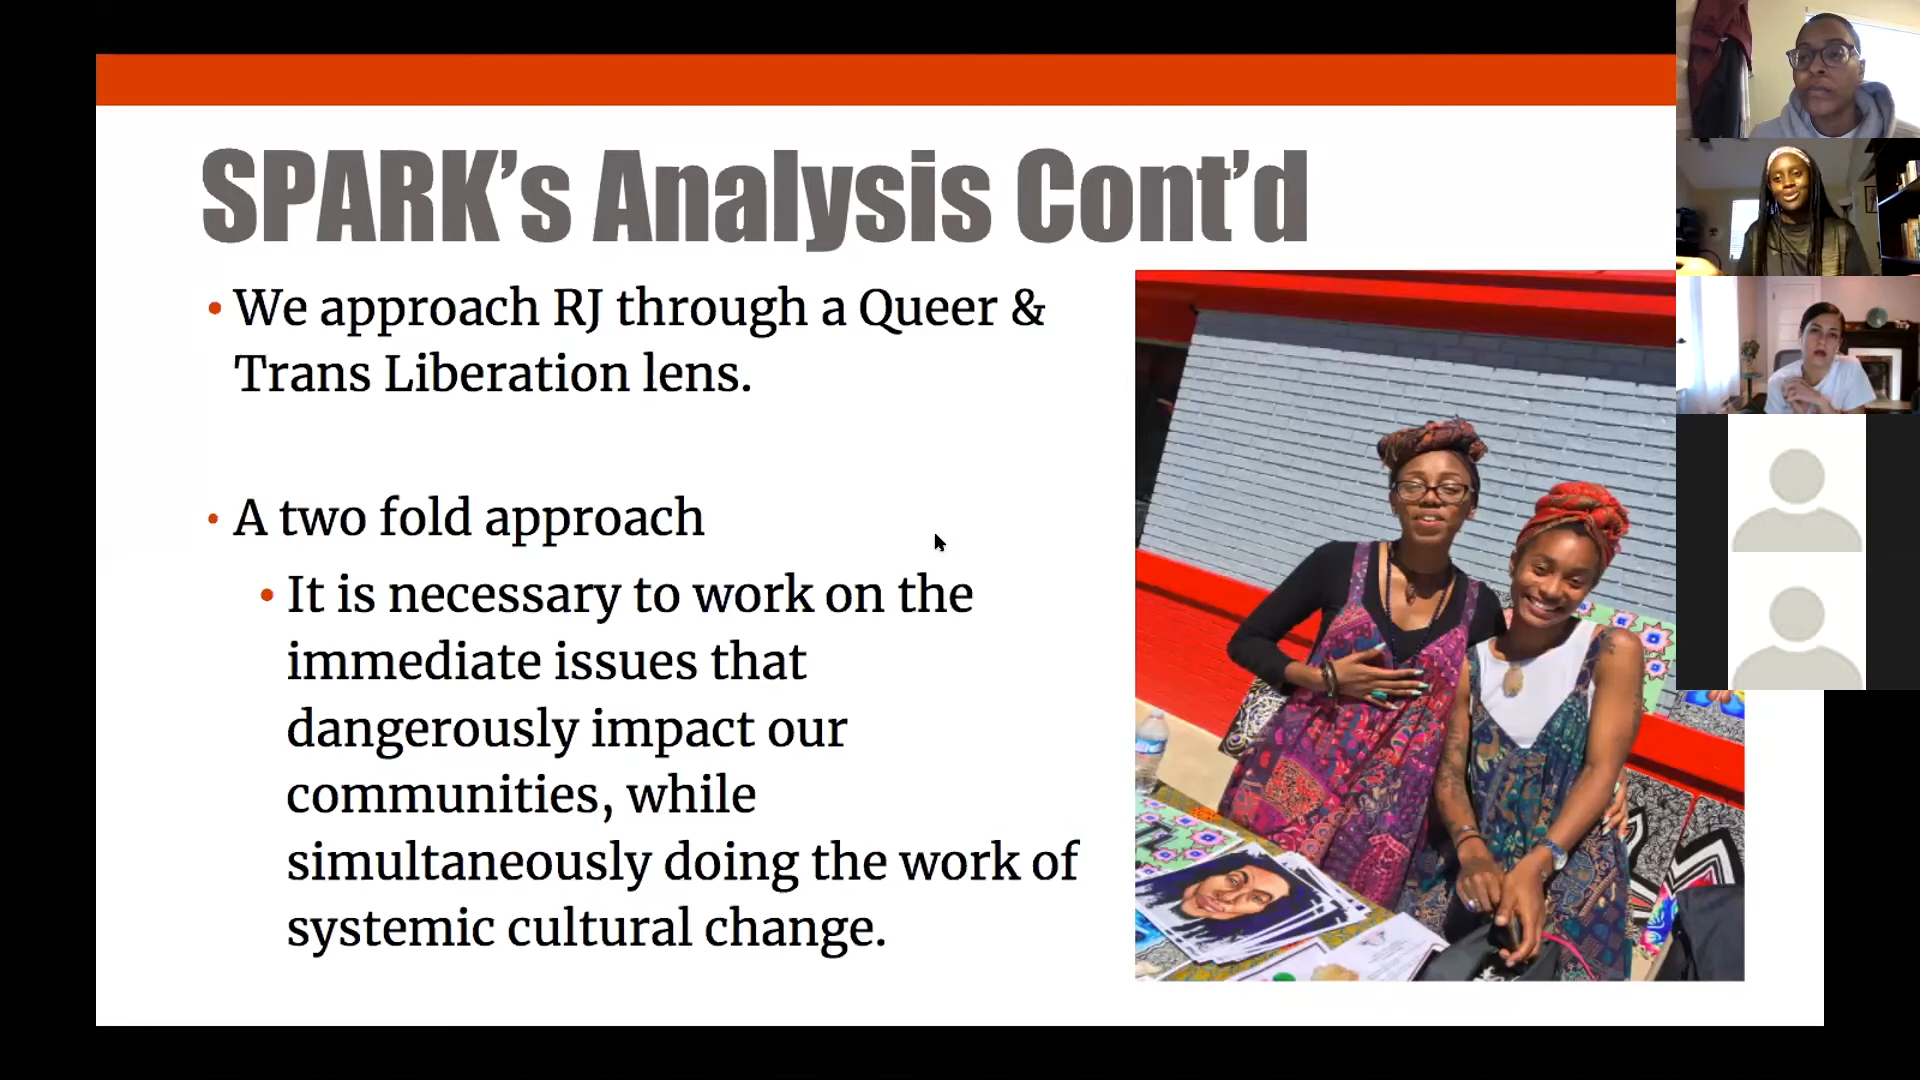 SPARK’s Analysis Cont’d
• We approach RJ through a Queer &
Trans Liberation lens.
• A two fold approach
• It is necessary to work on the
immediate issues that
dangerously impact our
communities, while
simultaneously doing the work of
systemic cultural change.